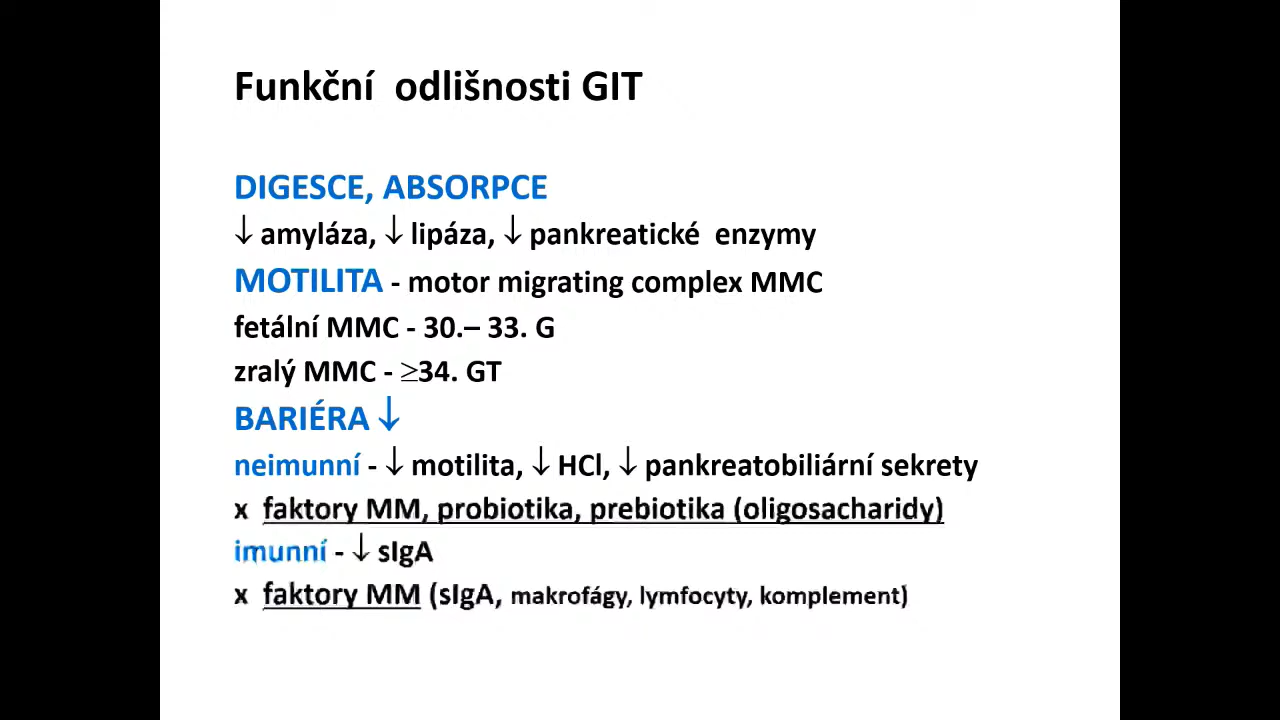 Funkční odlišnosti GIT
DIGESCE, ABSORPCE
↓ amyláza, ↓ lipáza, ↓ pankreatické enzymy
MOTILITA - motor migrating complex MMC
fetální MMC - 30.– 33. G
zralý MMC - ≥34. GT
BARIÉRA ↓
neimunní - ↓ motilita, ↓ HCl, ↓ pankreatobiliární sekrety
x faktory MM, probiotika, prebiotika (oligosacharidy)
imunní - ↓ sIgA
x faktory MM (sIgA, makrofágy, lymfocyty, komplement)